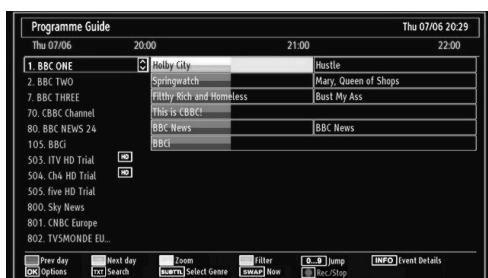 Programme Guide Thu 07/06 20:29
Thu 07/06 20:00 21:00 22:00
1. BBC ONE Holby City Hustle
2. BBC TWO Springwatch Mary, Queen of Shops
7. BBC THREE Filthy Rich and Homeless Bust My Ass
70. CBBC Channel This is CBBC!
80. BBC NEWS 24 BBC News BBC News
105. BBCi BBCi
503. ITV HD Trial HD
504. Ch4 HD Trial HD
505. five HD Trial
800. Sky News
801. CNBC Europe
802. TV5MONDE EU...
Prev day Next day Zoom Filter 0...9 Jump INFO Event Details
OK Options TXT Search SUBTTL Select Genre SWAP Now Rec/Stop